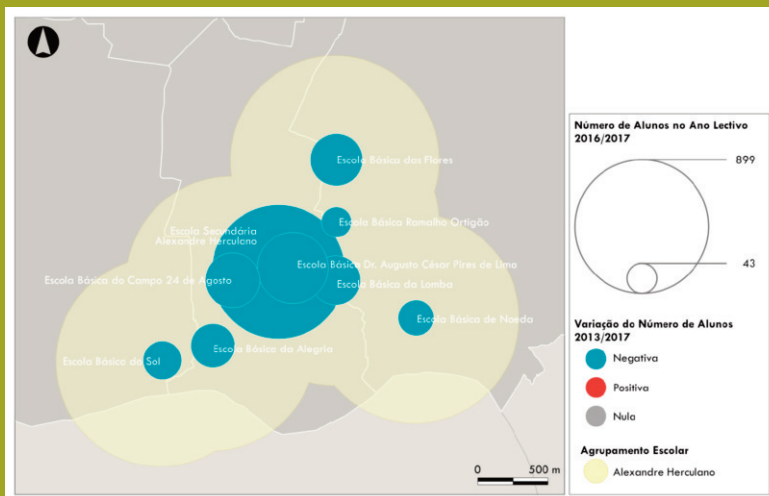 Escola Básica das Flores
Escola Básica Ramalho Ortigão
Escola Secundária
Alexandre Herculano
Escola Básica Dr. Augusto César Pires de Lima
Escola Básica do Campo 24 de Agosto
Escola Básica da Lomba
Escola Básica de Noeda
Escola Básica da Alegria
Escola Básica do Sol
0 500 m
Número de Alunos no Ano Lectivo
2016/2017
899
43
Variação do Número de Alunos
2013/2017
Negativa
Positiva
Nula
Agrupamento Escolar
Alexandre Herculano